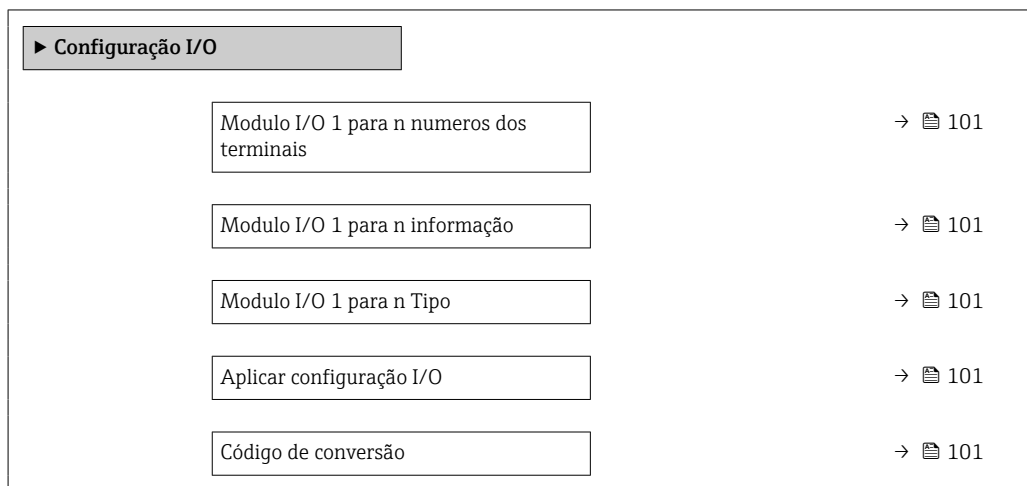 ▶ Configuração I/O
Modulo I/O 1 para n numeros dos
terminais
→ 101
Modulo I/O 1 para n informação
→ 101
Modulo I/O 1 para n Tipo
→ 101
Aplicar configuração I/O
→ 101
Código de conversão
→ 101